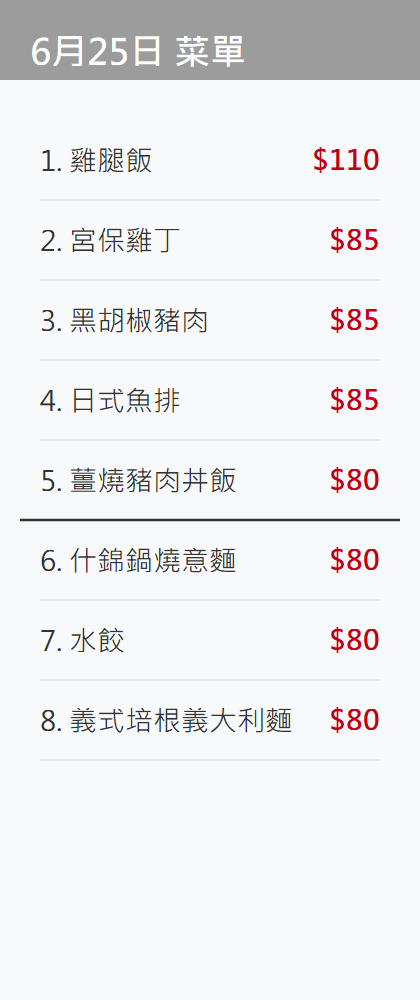 6月25日 菜單
1. 雞腿飯 $110
2. 宮保雞丁 $85
3. 黑胡椒豬肉 $85
4. 日式魚排 $85
5. 薑燒豬肉丼飯 $80
6. 什錦鍋燒意麵 $80
7. 水餃 $80
8. 義式培根義大利麵 $80